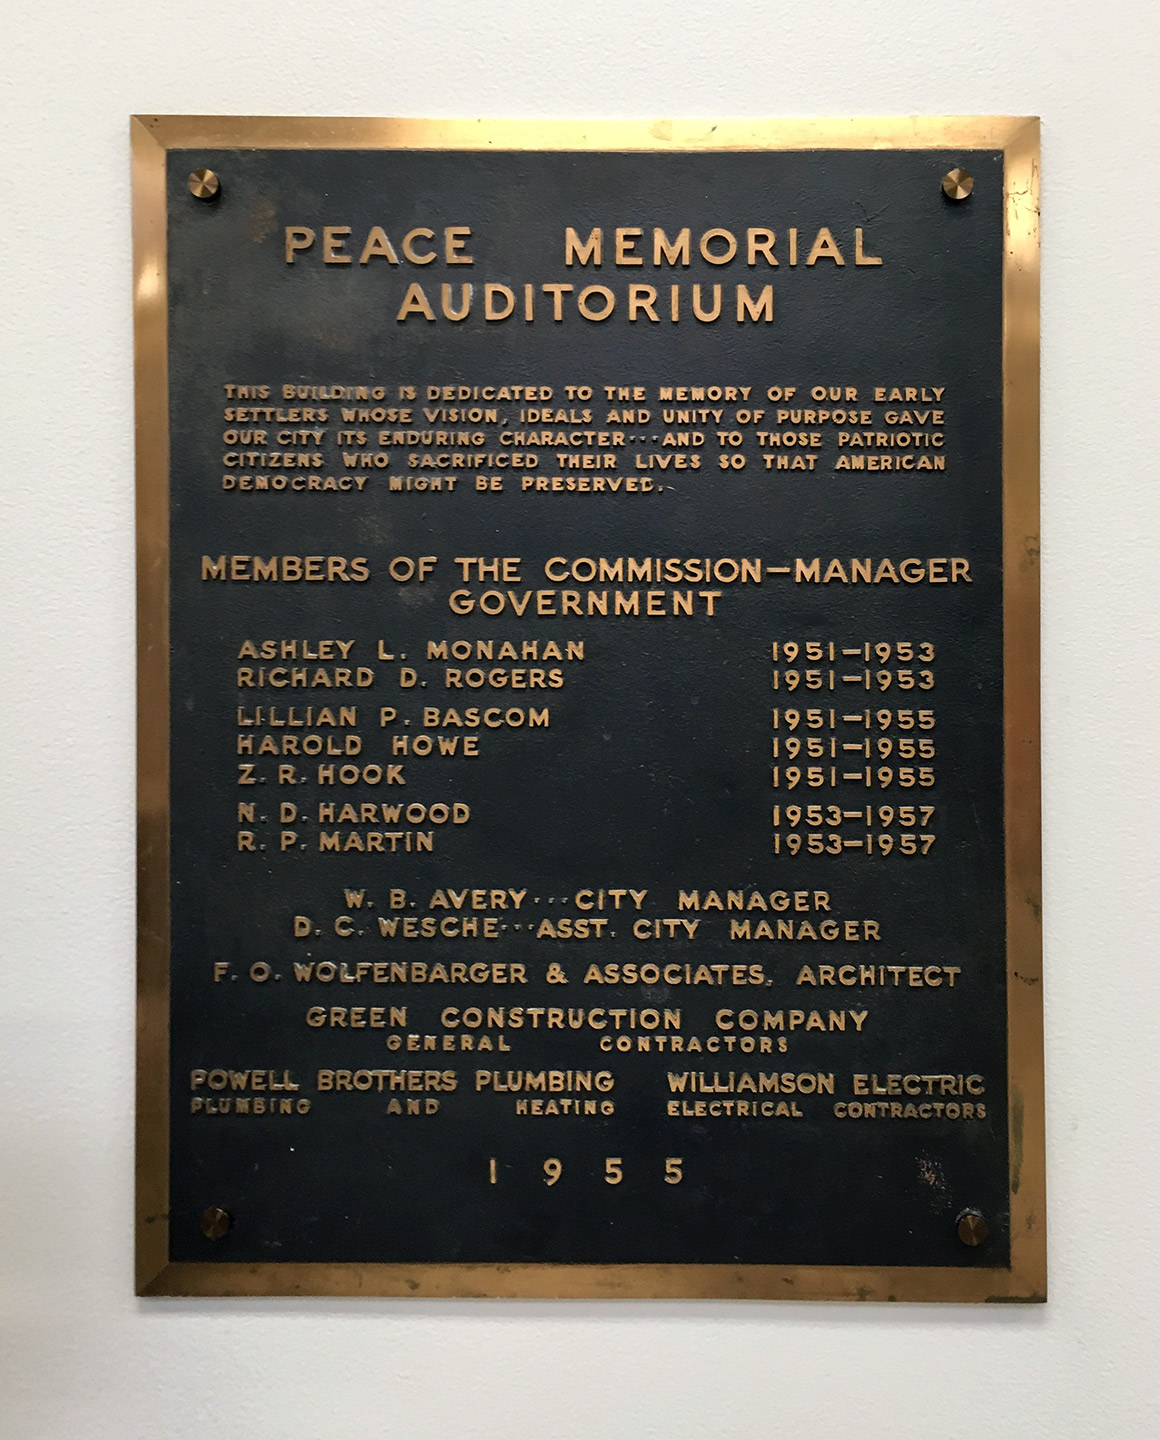 PEACE MEMORIAL
AUDITORIUM
THIS BUILDING IS DEDICATED TO THE MEMORY OF OUR EARLY
SETTLERS WHOSE VISION, IDEALS AND UNITY OF PURPOSE GAVE
OUR CITY ITS ENDURING CHARACTER···AND TO THOSE PATRIOTIC
CITIZENS WHO SACRIFICED THEIR LIVES SO THAT AMERICAN
DEMOCRACY MIGHT BE PRESERVED.
MEMBERS OF THE COMMISSION—MANAGER
GOVERNMENT
ASHLEY L. MONAHAN 1951—1953
RICHARD D. ROGERS 1951—1953
LILLIAN P. BASCOM 1951—1955
HAROLD HOWE 1951—1955
Z. R. HOOK 1951—1955
N. D. HARWOOD 1953—1957
R. P. MARTIN 1953—1957
W. B. AVERY···CITY MANAGER
D. C. WESCHE···ASST. CITY MANAGER
F. O. WOLFENBARGER & ASSOCIATES. ARCHITECT
GREEN CONSTRUCTION COMPANY
GENERAL CONTRACTORS
POWELL BROTHERS PLUMBING WILLIAMSON ELECTRIC
PLUMBING AND HEATING ELECTRICAL CONTRACTORS
1955